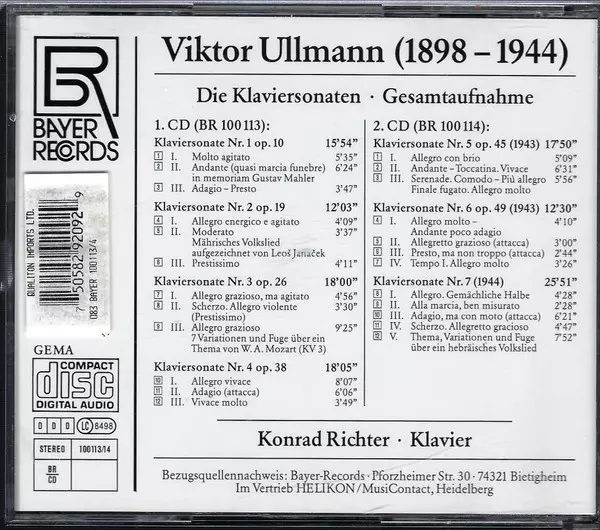 BR
BAYER
RECORDS
QUALITON IMPORTS LTD.
7 50582 92092 9
083 BAYER 100113/4
GEMA
COMPACT
disc
DIGITAL AUDIO
D D D LC 8498
STEREO 100113/14
BR
CD
Viktor Ullmann (1898 – 1944)
Die Klaviersonaten · Gesamtaufnahme
1. CD (BR 100 113):
Klaviersonate Nr. 1 op. 10 15'54"
1 I. Molto agitato 5'35"
2 II. Andante (quasi marcia funebre) 6'24"
in memoriam Gustav Mahler
3 III. Adagio – Presto 3'47"
Klaviersonate Nr. 2 op. 19 12'03"
4 I. Allegro energico e agitato 4'09"
5 II. Moderato 3'37"
Mährisches Volkslied
aufgezeichnet von Leoš Janaček
6 III. Prestissimo 4'11"
Klaviersonate Nr. 3 op. 26 18'00"
7 I. Allegro grazioso, ma agitato 4'56"
8 II. Scherzo. Allegro violente 3'30"
(Prestissimo)
9 III. Allegro grazioso 9'25"
7 Variationen und Fuge über ein
Thema von W. A. Mozart (KV 3)
Klaviersonate Nr. 4 op. 38 18'05"
10 I. Allegro vivace 8'07"
11 II. Adagio (attacca) 6'06"
12 III. Vivace molto 3'49"
2. CD (BR 100 114):
Klaviersonate Nr. 5 op. 45 (1943) 17'50"
1 I. Allegro con brio 5'09"
2 II. Andante – Toccatina. Vivace 6'31"
3 III. Serenade. Comodo – Più allegro 5'56"
Finale fugato. Allegro molto
Klaviersonate Nr. 6 op. 49 (1943) 12'30"
4 I. Allegro molto – 4'10"
Andante poco adagio
5 II. Allegretto grazioso (attacca) 3'00"
6 III. Presto, ma non troppo (attacca) 2'44"
7 IV. Tempo I. Allegro molto 3'26"
Klaviersonate Nr. 7 (1944) 25'51"
8 I. Allegro. Gemächliche Halbe 4'28"
9 II. Alla marcia, ben misurato 2'28"
10 III. Adagio, ma con moto (attacca) 6'21"
11 IV. Scherzo. Allegretto gracioso 4'47"
12 V. Thema, Variationen und Fuge 7'52"
über ein hebräisches Volkslied
Konrad Richter · Klavier
Bezugsquellennachweis: Bayer-Records · Pforzheimer Str. 30 · 74321 Bietigheim
Im Vertrieb HELIKON/MusiContact, Heidelberg